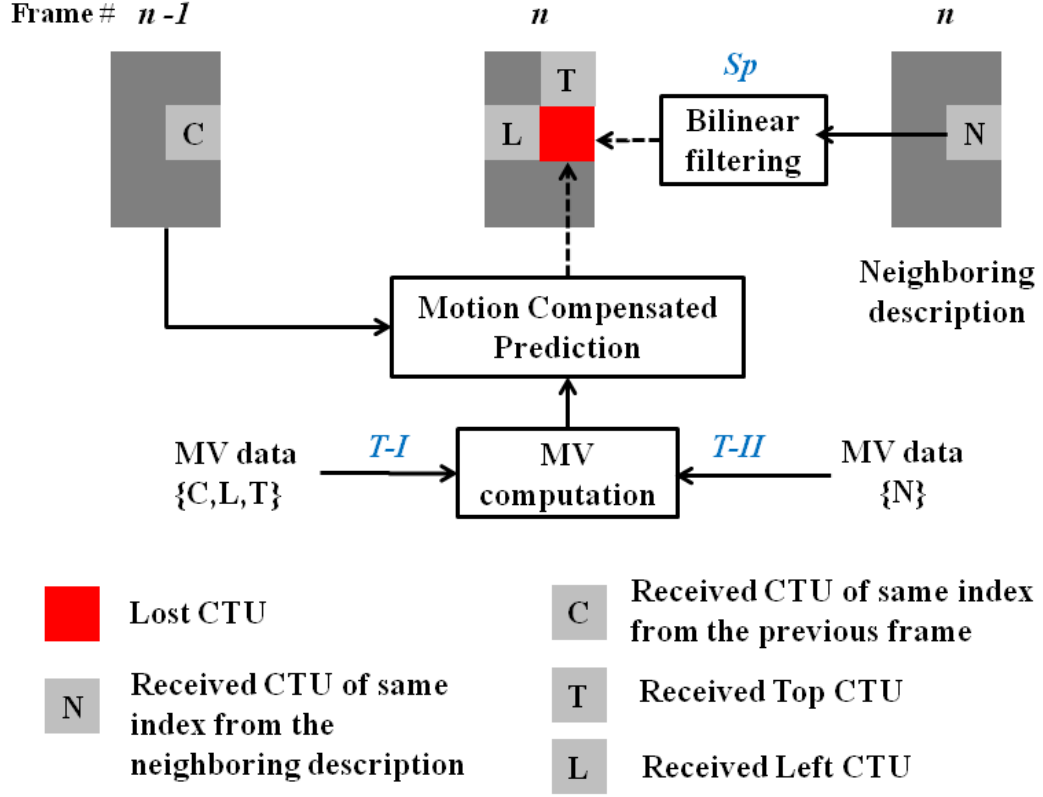 Frame # n -1 n n
T
Sp
C
L
Bilinear
filtering
N
Neighboring
description
Motion Compensated
Prediction
MV data
{C,L,T}
T-I
MV
computation
T-II
MV data
{N}
Lost CTU
C
Received CTU of same index
from the previous frame
N
Received CTU of same
index from the
neighboring description
T
Received Top CTU
L
Received Left CTU